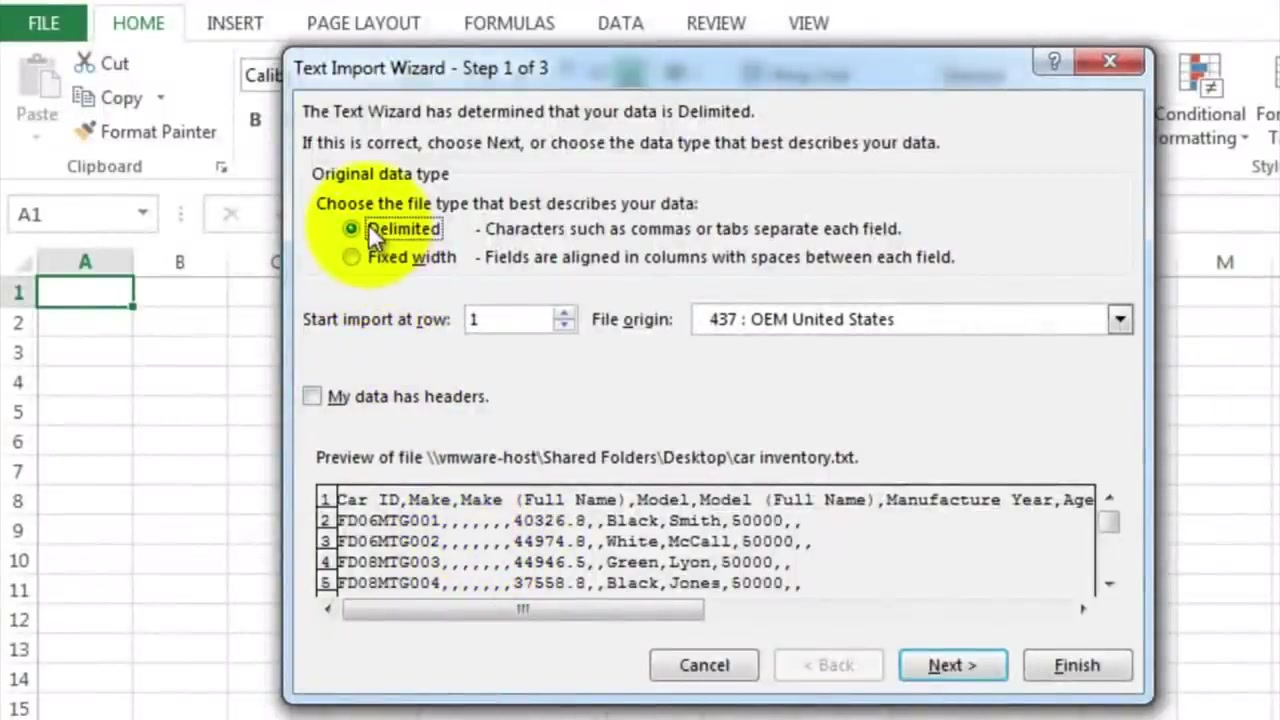 FILE HOME INSERT PAGE LAYOUT FORMULAS DATA REVIEW VIEW
Cut
Copy
Paste
Format Painter
Clipboard
Calib
B
Conditional
ormatting
Styl
A1
A B C M
1
2
3
4
5
6
7
8
9
10
11
12
13
14
15
Text Import Wizard - Step 1 of 3
The Text Wizard has determined that your data is Delimited.
If this is correct, choose Next, or choose the data type that best describes your data.
Original data type
Choose the file type that best describes your data:
Delimited - Characters such as commas or tabs separate each field.
Fixed width - Fields are aligned in columns with spaces between each field.
Start import at row: 1 File origin: 437 : OEM United States
My data has headers.
Preview of file \\vmware-host\Shared Folders\Desktop\car inventory.txt.
1 Car ID,Make,Make (Full Name),Model,Model (Full Name),Manufacture Year,Age
2 FD06MTG001,,,,,,,40326.8,,Black,Smith,50000,,
3 FD06MTG002,,,,,,,44974.8,,White,McCall,50000,,
4 FD08MTG003,,,,,,,44946.5,,Green,Lyon,50000,,
5 FD08MTG004,,,,,,,37558.8,,Black,Jones,50000,,
Cancel < Back Next > Finish